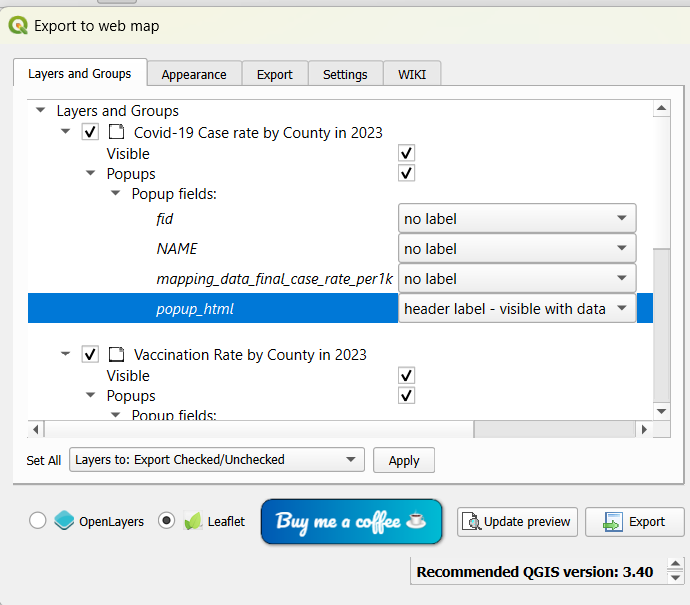 Export to web map
Layers and Groups
Appearance
Export
Settings
WIKI
Layers and Groups
Covid-19 Case rate by County in 2023
Visible
Popups
Popup fields:
fid no label
NAME no label
mapping_data_final_case_rate_per1k no label
popup_html header label - visible with data
Vaccination Rate by County in 2023
Visible
Popups
Popup fields:
Set All Layers to: Export Checked/Unchecked Apply
OpenLayers Leaflet Buy me a coffee Update preview Export
Recommended QGIS version: 3.40